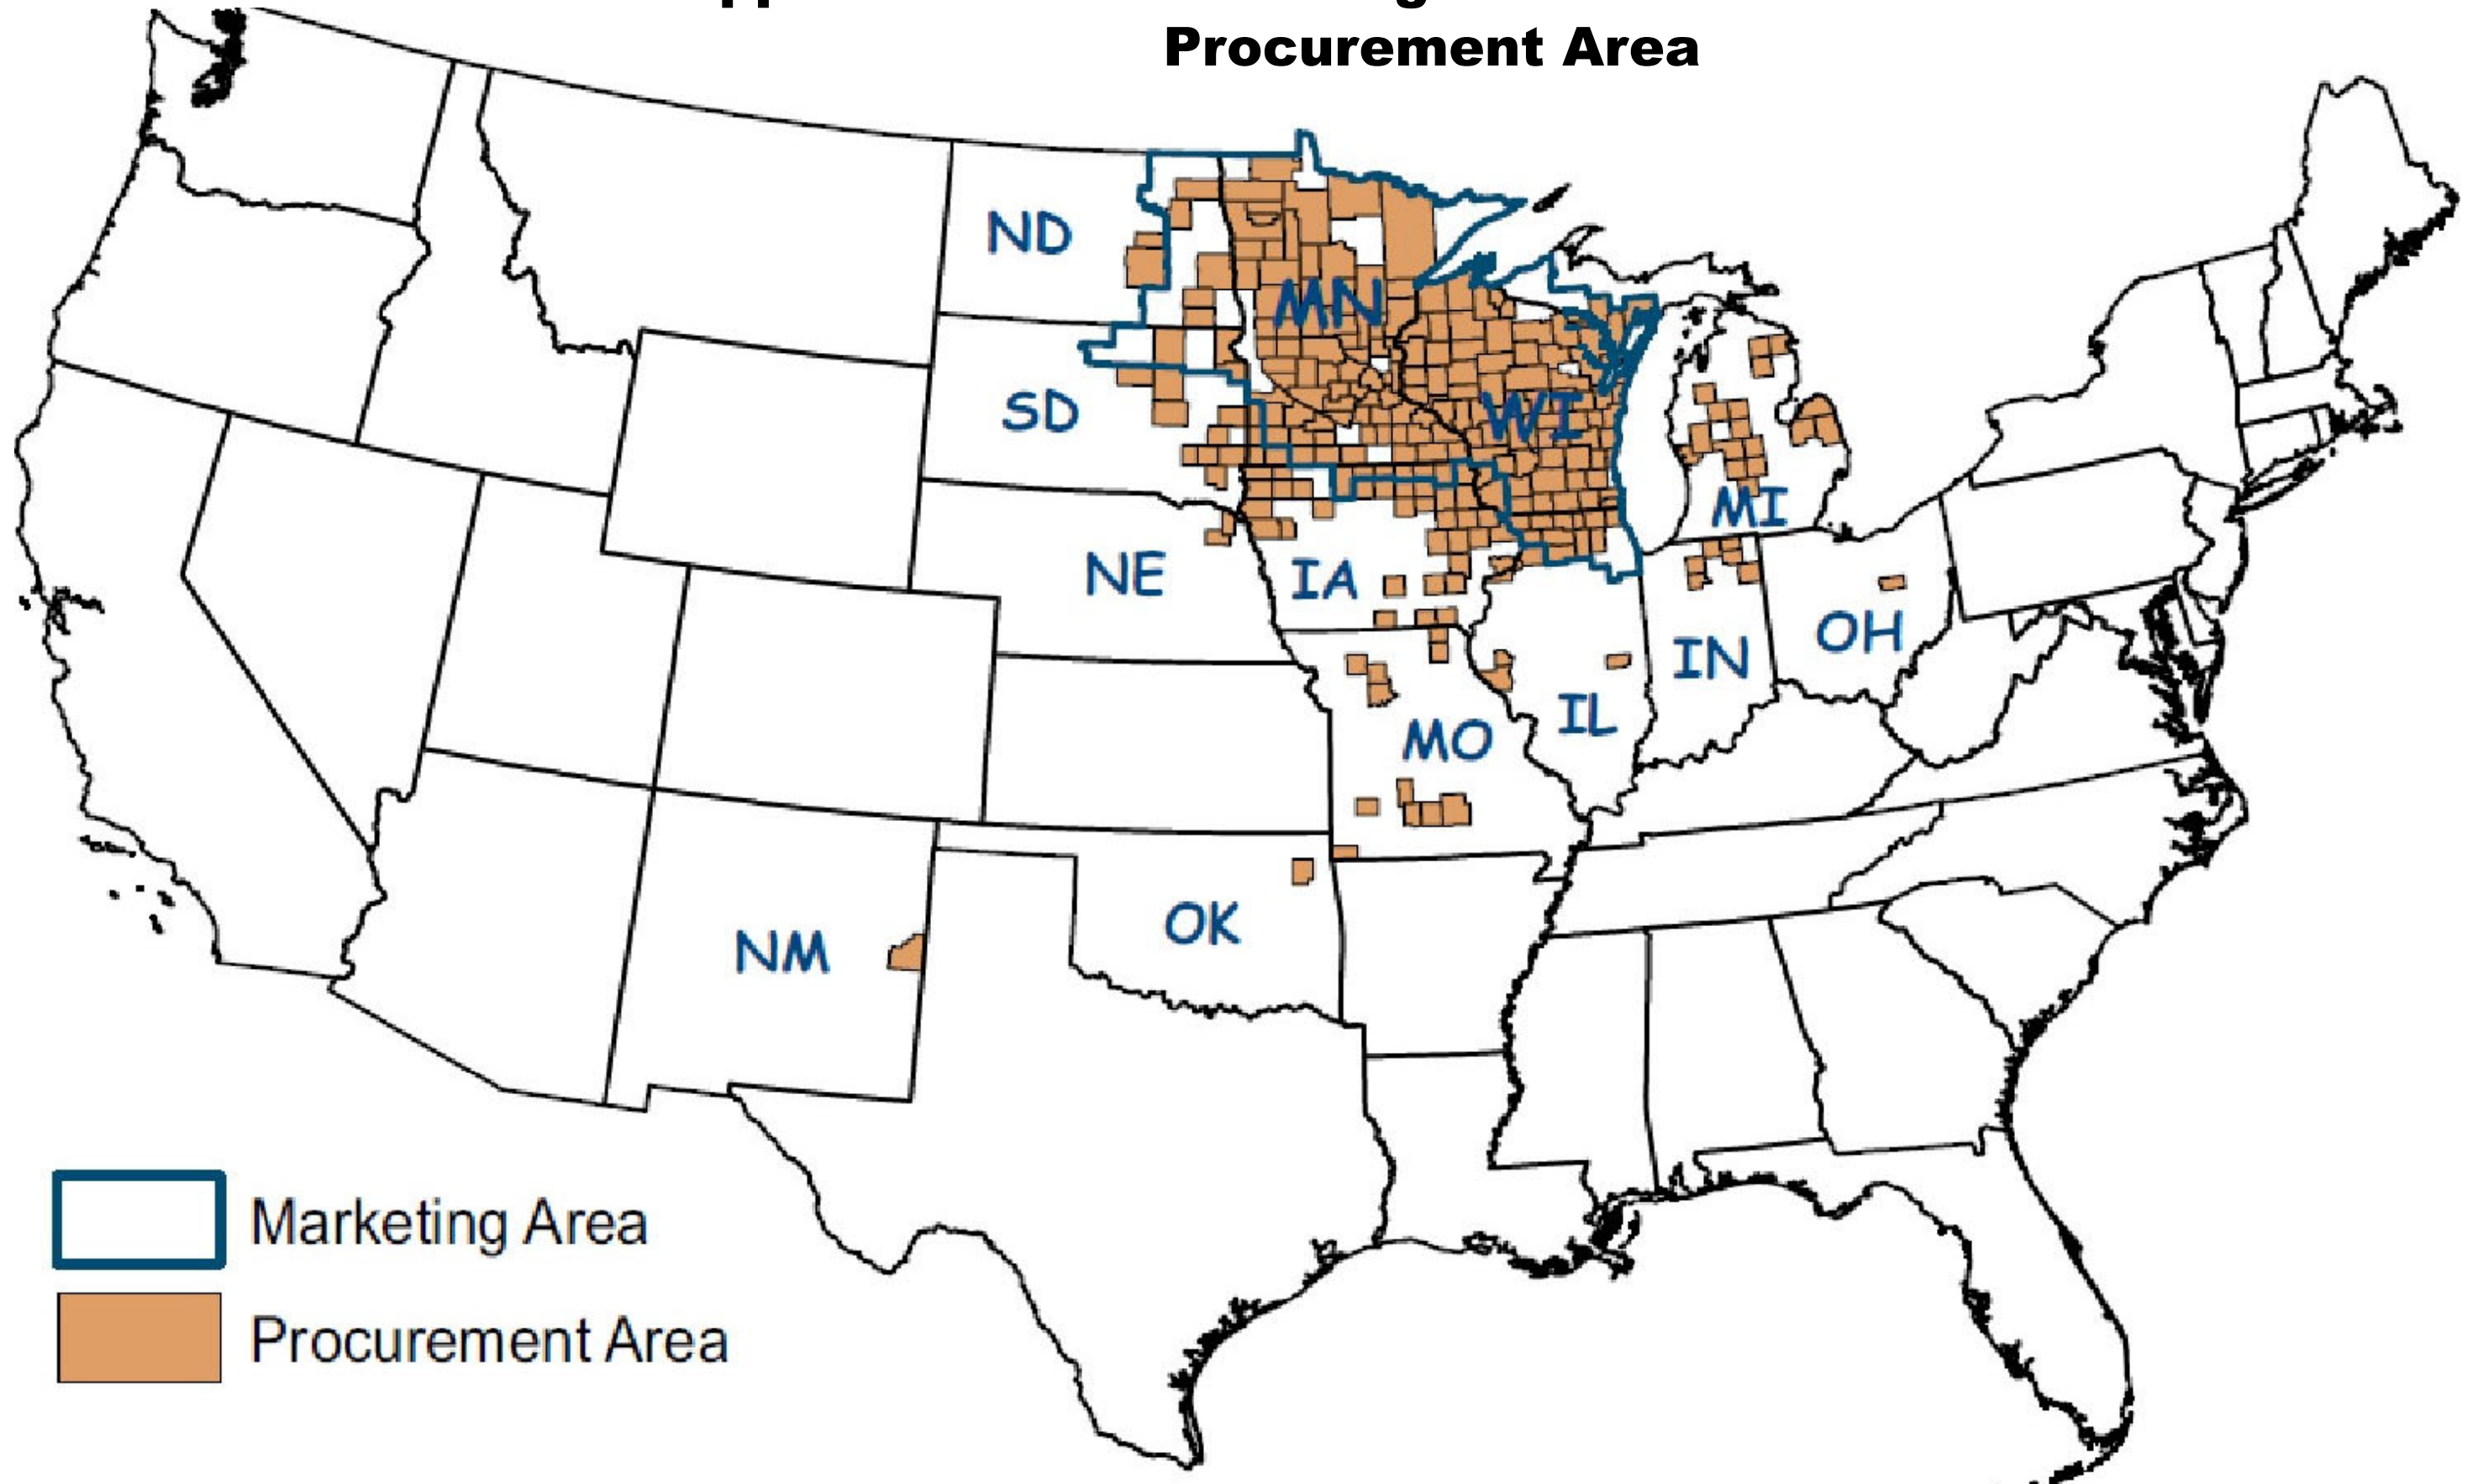 Procurement Area
ND
MN
SD
WI
MI
NE
IA
OH
IN
IL
MO
OK
NM
Marketing Area
Procurement Area